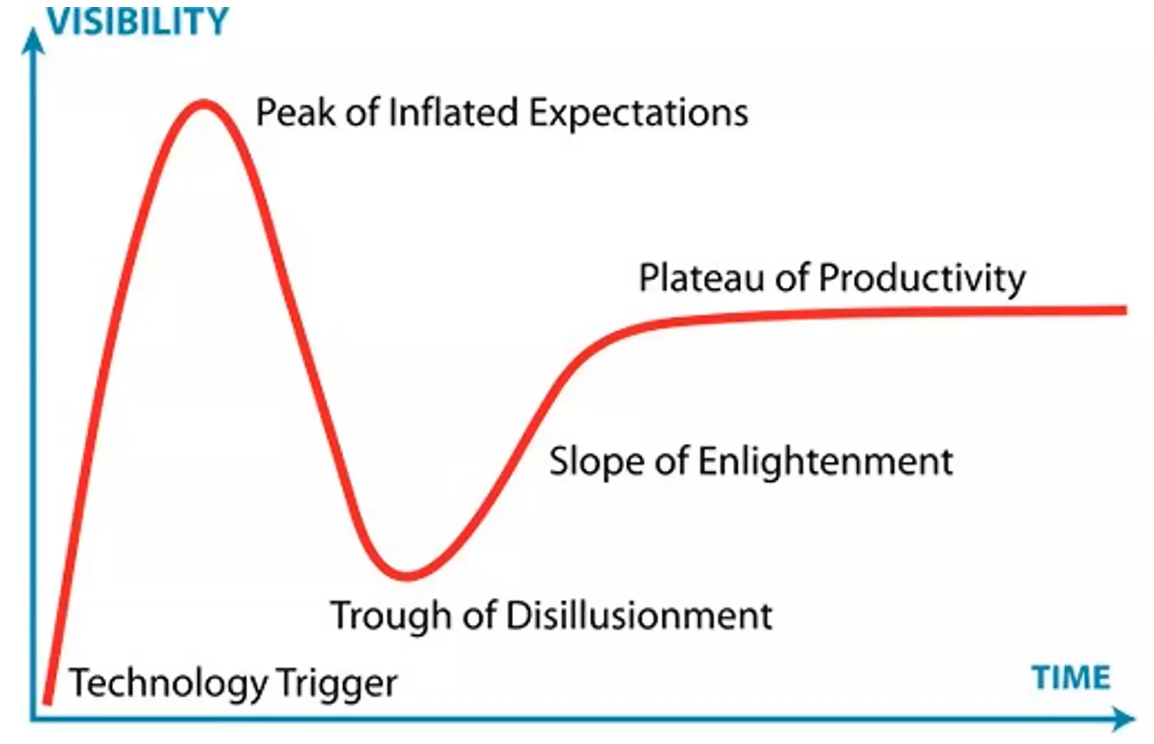 VISIBILITY
Peak of Inflated Expectations
Plateau of Productivity
Slope of Enlightenment
Trough of Disillusionment
Technology Trigger
TIME